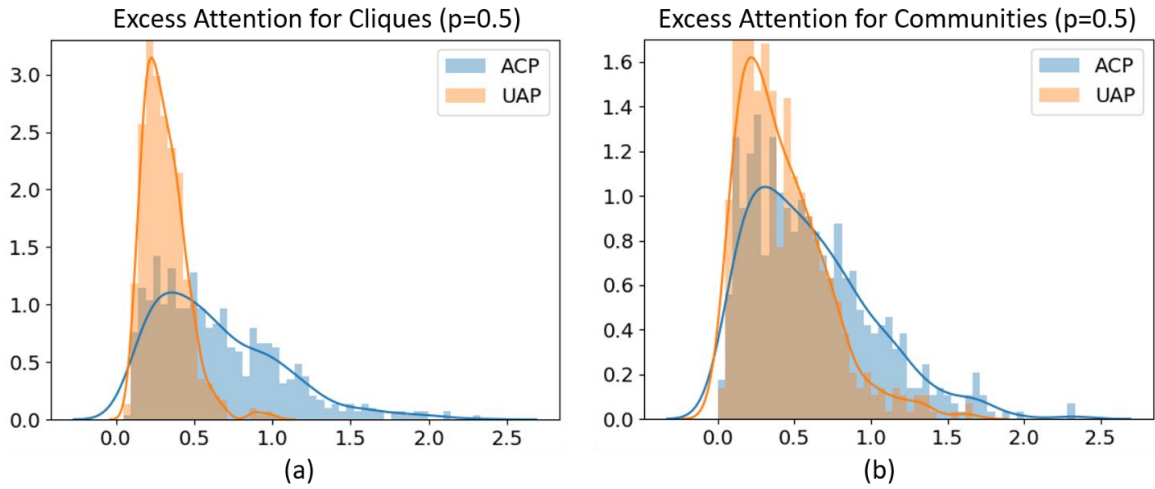 Excess Attention for Cliques (p=0.5)
3.0
2.5
2.0
1.5
1.0
0.5
0.0
0.0 0.5 1.0 1.5 2.0 2.5
ACP
UAP
(a)
Excess Attention for Communities (p=0.5)
1.6
1.4
1.2
1.0
0.8
0.6
0.4
0.2
0.0
0.0 0.5 1.0 1.5 2.0 2.5
ACP
UAP
(b)